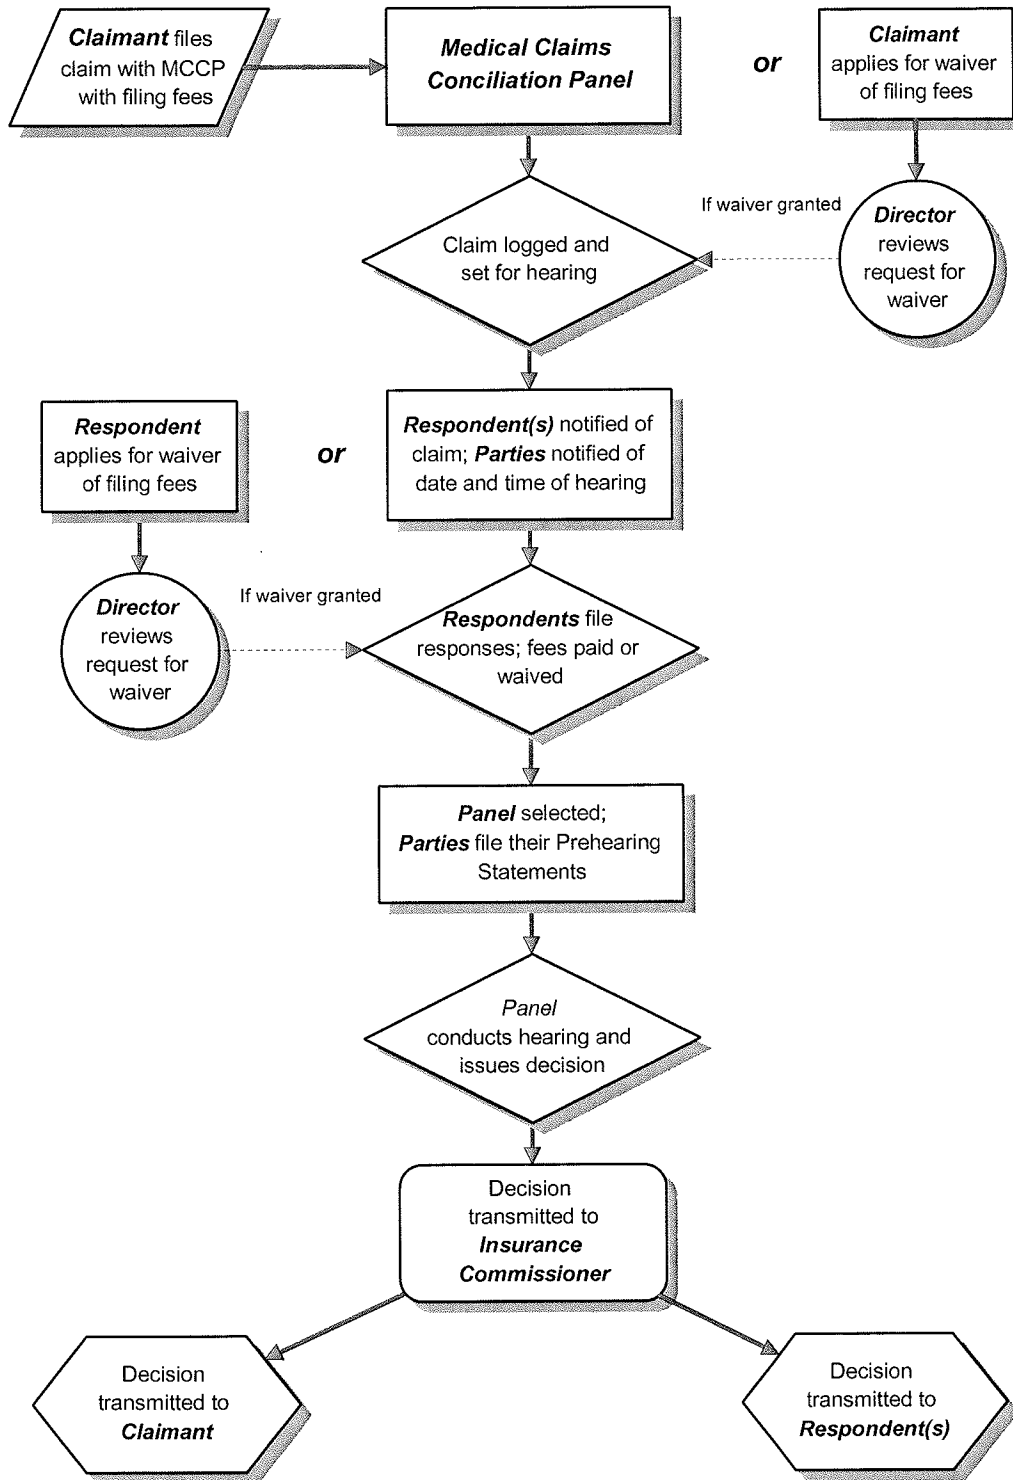 Claimant files
claim with MCCP
with filing fees
Medical Claims
Conciliation Panel
or
Claimant
applies for waiver
of filing fees
If waiver granted
Director
reviews
request for
waiver
Claim logged and
set for hearing
Respondent
applies for waiver
of filing fees
or
Respondent(s) notified of
claim; Parties notified of
date and time of hearing
Director
reviews
request for
waiver
If waiver granted
Respondents file
responses; fees paid or
waived
Panel selected;
Parties file their Prehearing
Statements
Panel
conducts hearing and
issues decision
Decision
transmitted to
Insurance
Commissioner
Decision
transmitted to
Claimant
Decision
transmitted to
Respondent(s)